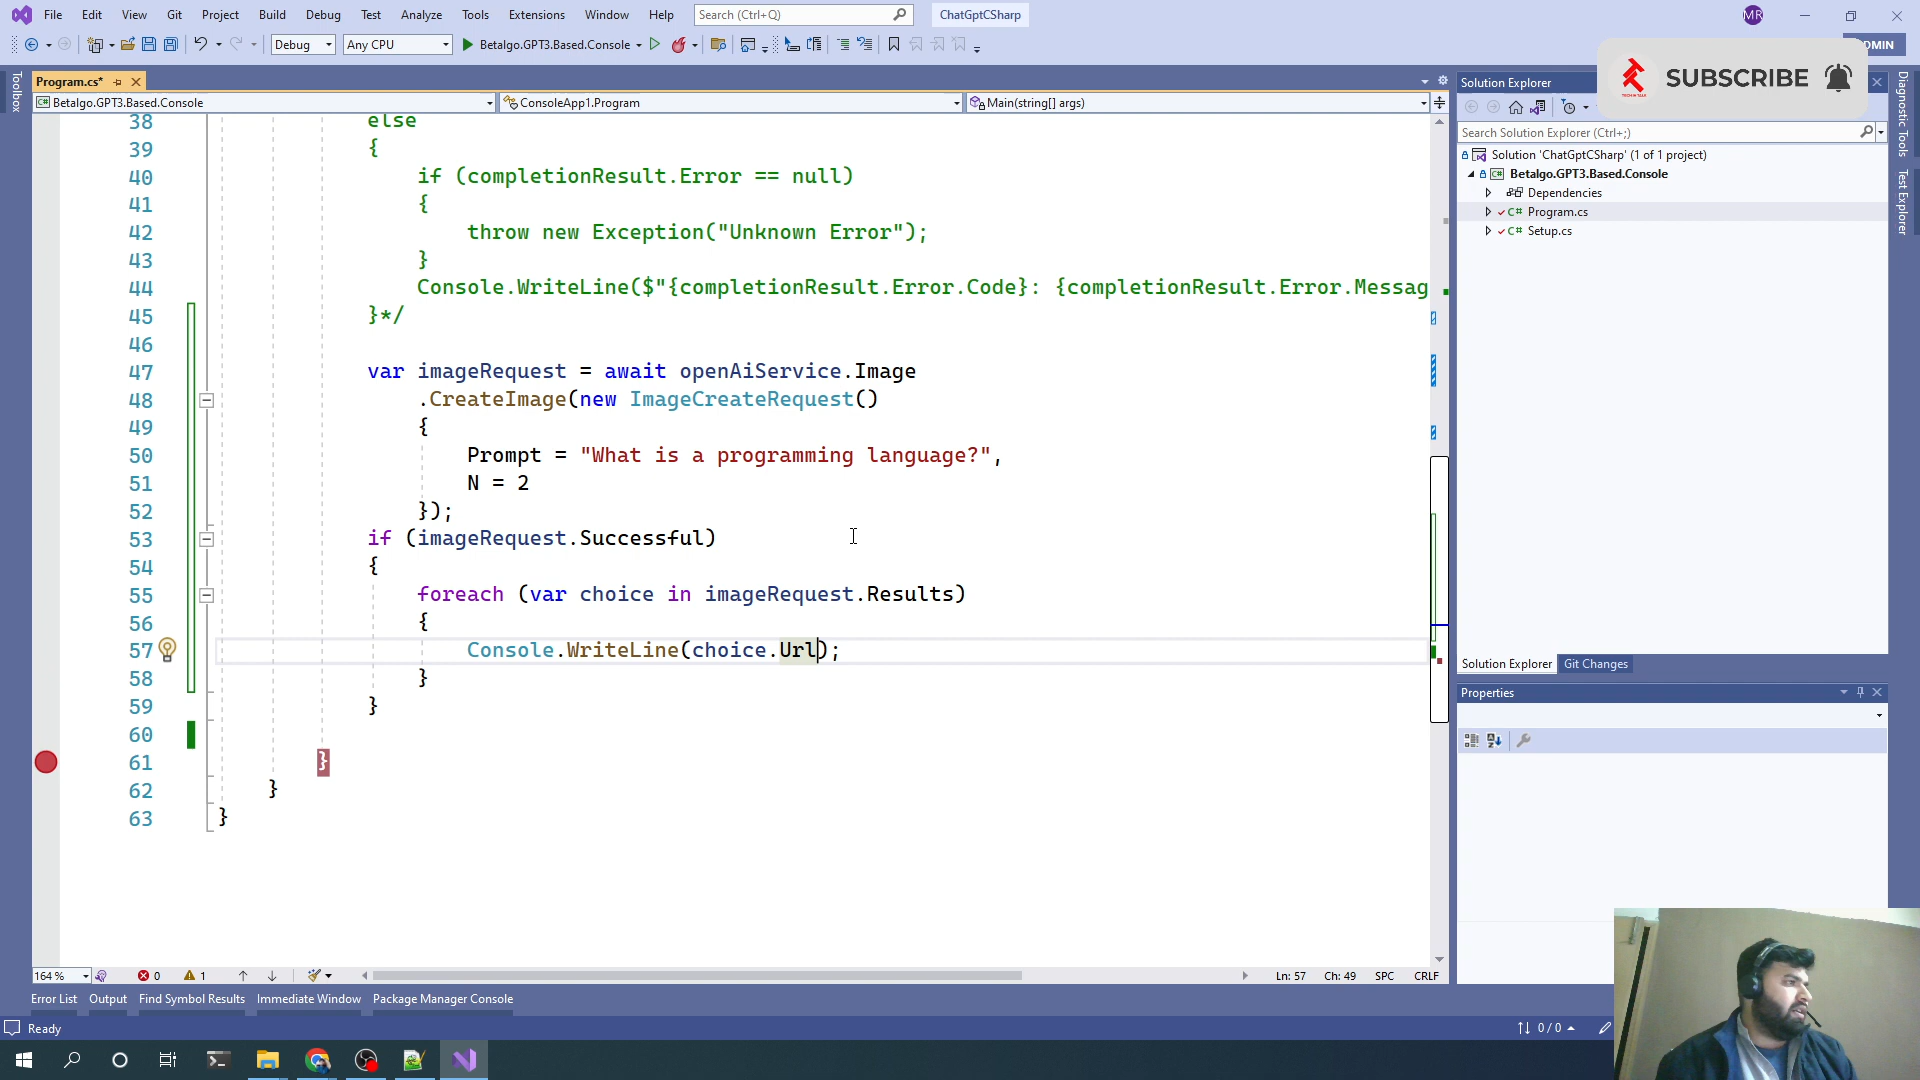 File Edit View Git Project Build Debug Test Analyze Tools Extensions Window Help Search (Ctrl+Q) ChatGptCSharp MR
Debug Any CPU Betalgo.GPT3.Based.Console
SUBSCRIBE
Toolbox
Program.cs*
Betalgo.GPT3.Based.Console ConsoleApp1.Program Main(string[] args)
38 else
39 {
40 if (completionResult.Error == null)
41 {
42 throw new Exception("Unknown Error");
43 }
44 Console.WriteLine($"{completionResult.Error.Code}: {completionResult.Error.Messag
45 }*/
46
47 var imageRequest = await openAiService.Image
48 .CreateImage(new ImageCreateRequest()
49 {
50 Prompt = "What is a programming language?",
51 N = 2
52 });
53 if (imageRequest.Successful)
54 {
55 foreach (var choice in imageRequest.Results)
56 {
57 Console.WriteLine(choice.Url);
58 }
59 }
60
61 }
62 }
63 }
164 % 0 1 Ln: 57 Ch: 49 SPC CRLF
Error List Output Find Symbol Results Immediate Window Package Manager Console
Ready 0 / 0
Solution Explorer
Search Solution Explorer (Ctrl+;)
Solution 'ChatGptCSharp' (1 of 1 project)
Betalgo.GPT3.Based.Console
Dependencies
C# Program.cs
C# Setup.cs
Solution Explorer Git Changes
Properties
Diagnostic Tools
Test Explorer